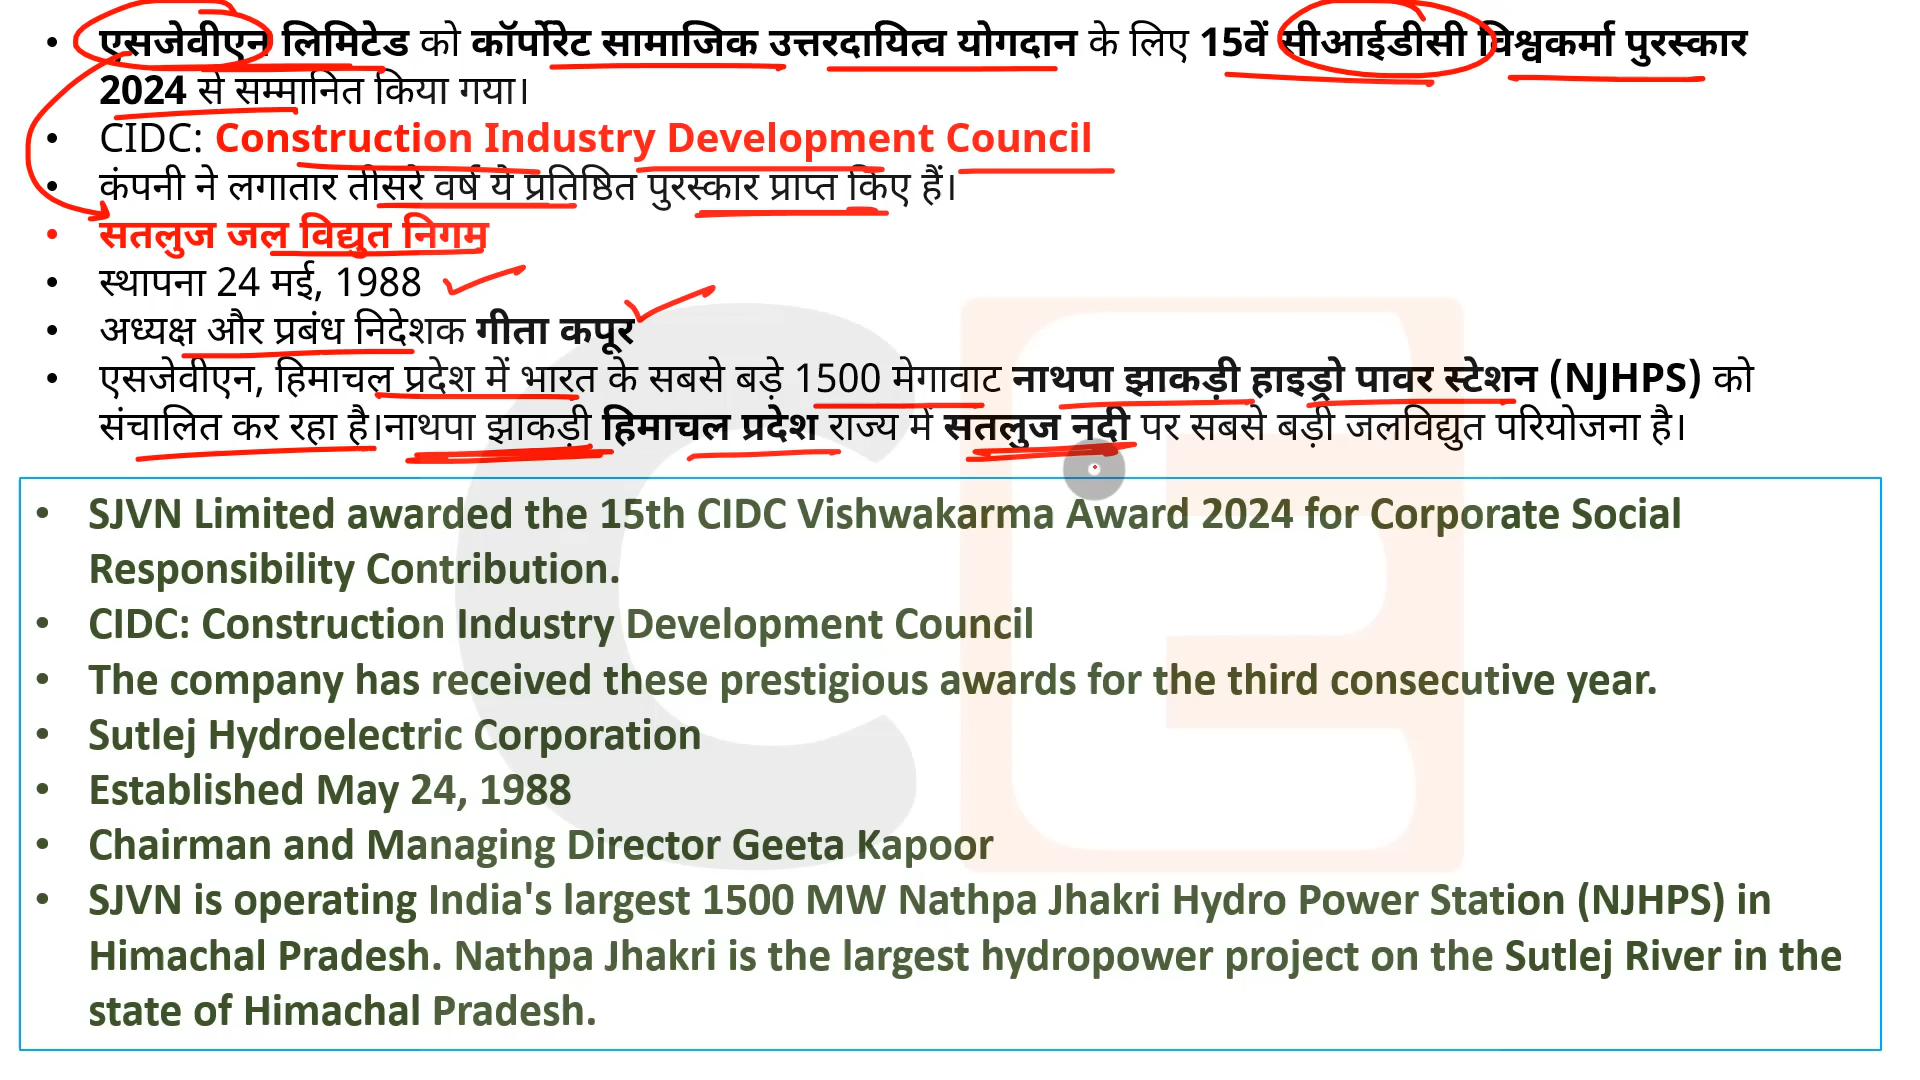 • एसजेवीएन लिमिटेड को कॉर्पोरेट सामाजिक उत्तरदायित्व योगदान के लिए 15वें सीआईडीसी विश्वकर्मा पुरस्कार
2024 से सम्मानित किया गया।
• CIDC: Construction Industry Development Council
• कंपनी ने लगातार तीसरे वर्ष ये प्रतिष्ठित पुरस्कार प्राप्त किए हैं।
• सतलुज जल विद्युत निगम
• स्थापना 24 मई, 1988
• अध्यक्ष और प्रबंध निदेशक गीता कपूर
• एसजेवीएन, हिमाचल प्रदेश में भारत के सबसे बड़े 1500 मेगावाट नाथपा झाकड़ी हाइड्रो पावर स्टेशन (NJHPS) को
संचालित कर रहा है।नाथपा झाकड़ी हिमाचल प्रदेश राज्य में सतलुज नदी पर सबसे बड़ी जलविद्युत परियोजना है।
• SJVN Limited awarded the 15th CIDC Vishwakarma Award 2024 for Corporate Social
Responsibility Contribution.
• CIDC: Construction Industry Development Council
• The company has received these prestigious awards for the third consecutive year.
• Sutlej Hydroelectric Corporation
• Established May 24, 1988
• Chairman and Managing Director Geeta Kapoor
• SJVN is operating India's largest 1500 MW Nathpa Jhakri Hydro Power Station (NJHPS) in
Himachal Pradesh. Nathpa Jhakri is the largest hydropower project on the Sutlej River in the
state of Himachal Pradesh.